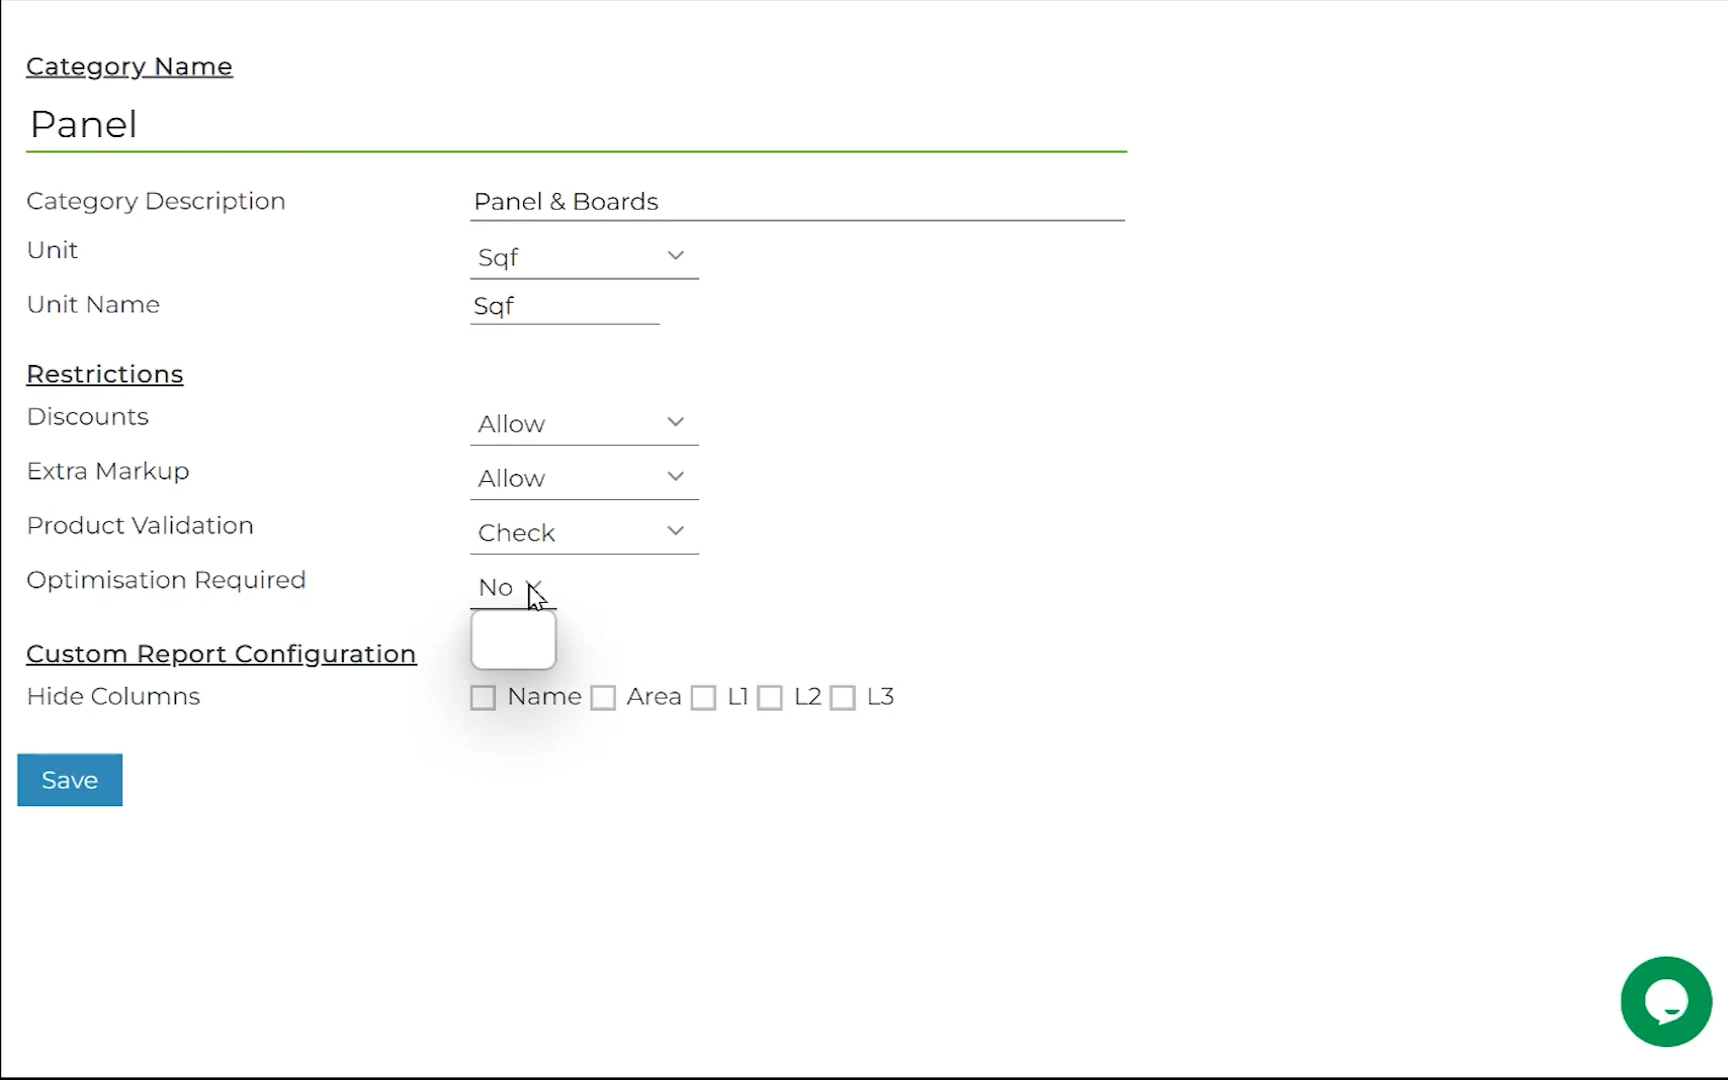 Category Name
Panel
Category Description Panel & Boards
Unit Sqf
Unit Name Sqf
Restrictions
Discounts Allow
Extra Markup Allow
Product Validation Check
Optimisation Required No
Custom Report Configuration
Hide Columns Name Area L1 L2 L3
Save